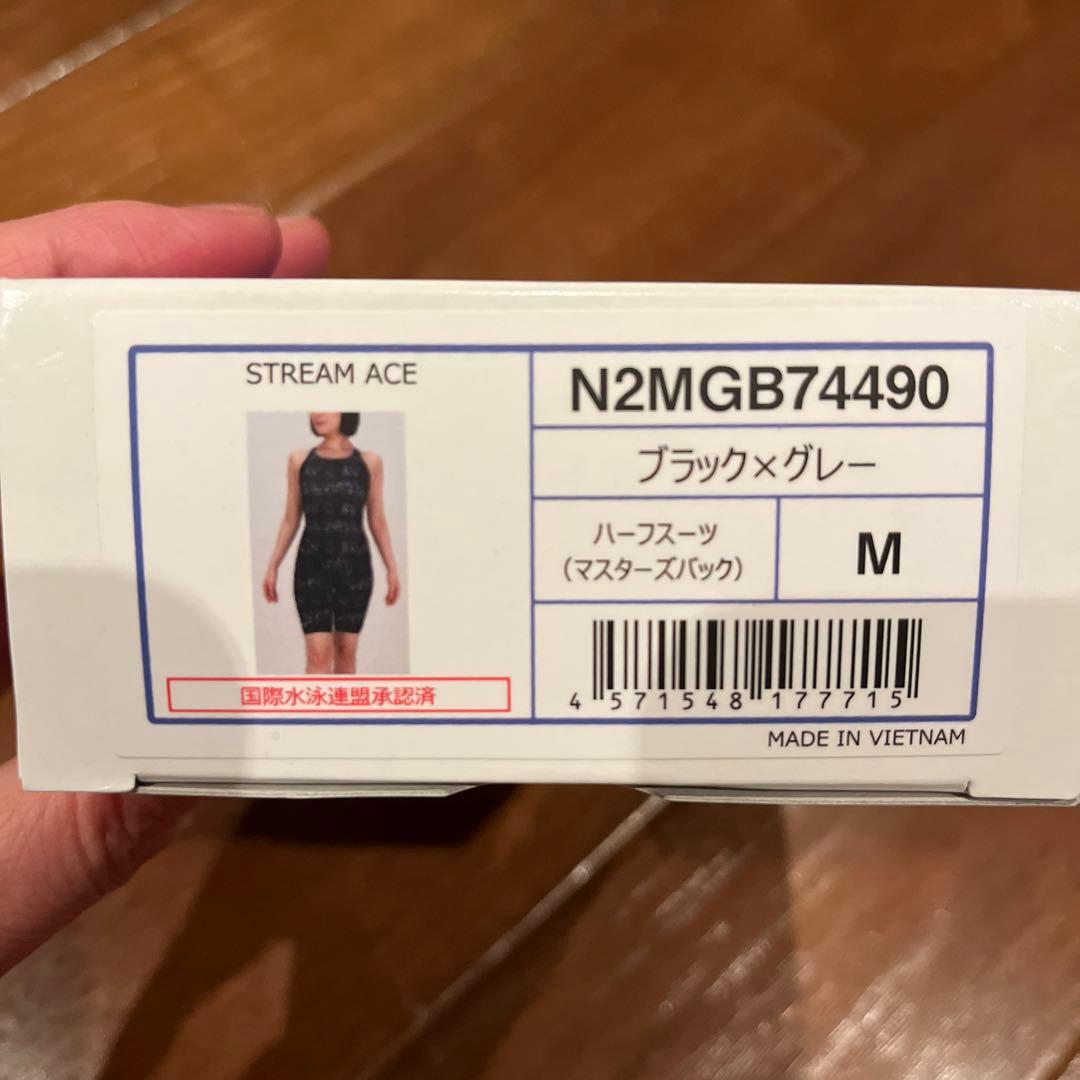 STREAM ACE
国際水泳連盟承認済
N2MGB74490
ブラック×グレー
ハーフスーツ
(マスターズバック)
M
4 571548 177715
MADE IN VIETNAM